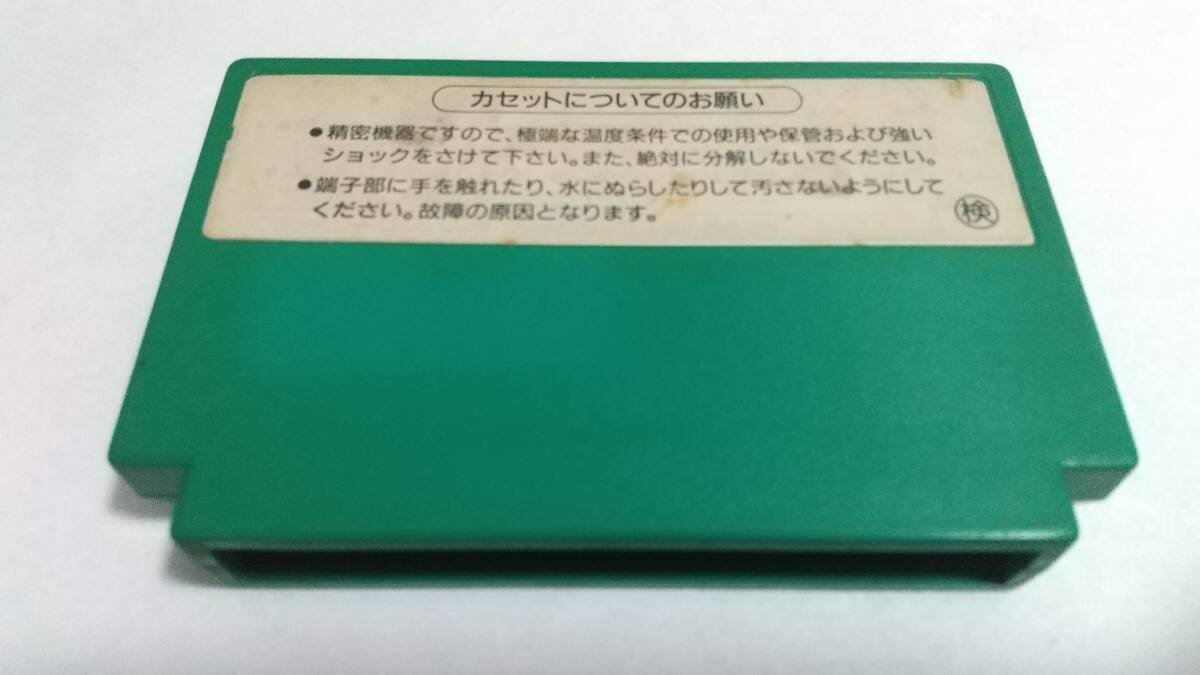 カセットについてのお願い
●精密機器ですので、極端な温度条件での使用や保管および強い
ショックをさけて下さい。また、絶対に分解しないでください。
●端子部に手を触れたり、水にぬらしたりして汚さないようにして
ください。故障の原因となります。
検